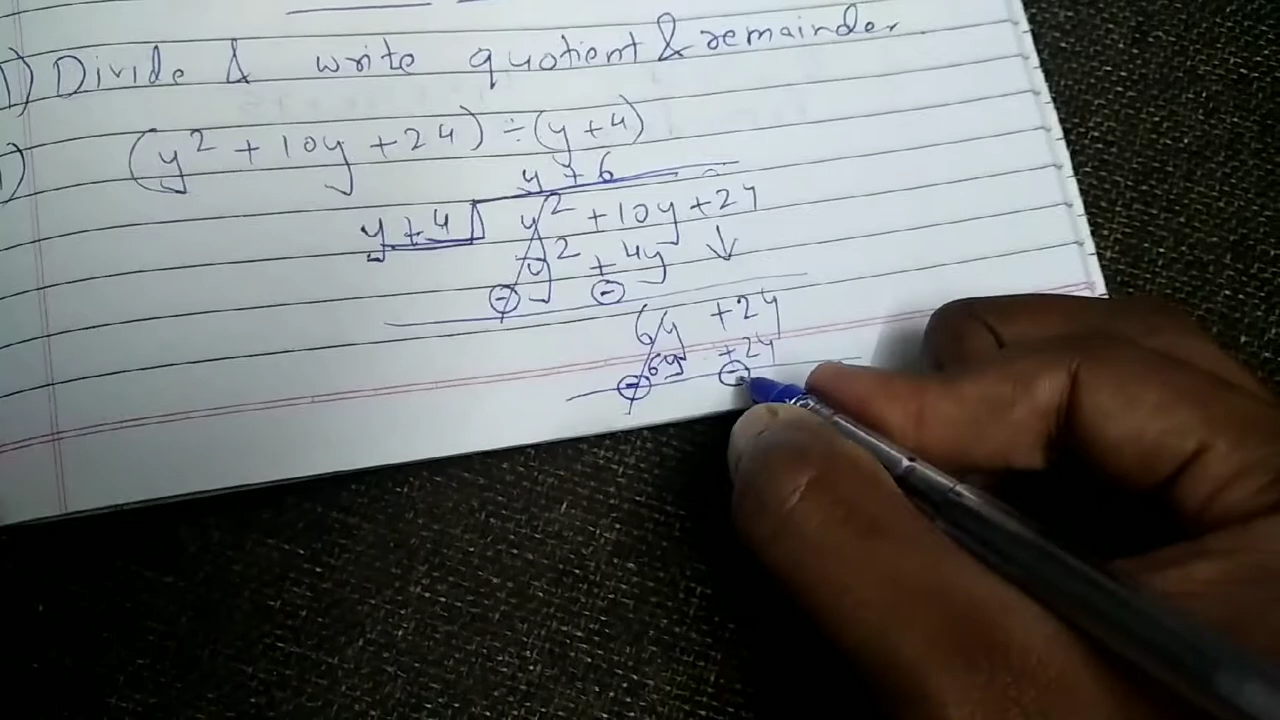 1) Divide & write quotient & remainder.
1) (y² + 10y + 24) ÷ (y + 4)
y + 6
y + 4 y² + 10y + 24
y² + 4y ↓
⊖ ⊖
6y + 24
6y + 24
⊖ ⊖